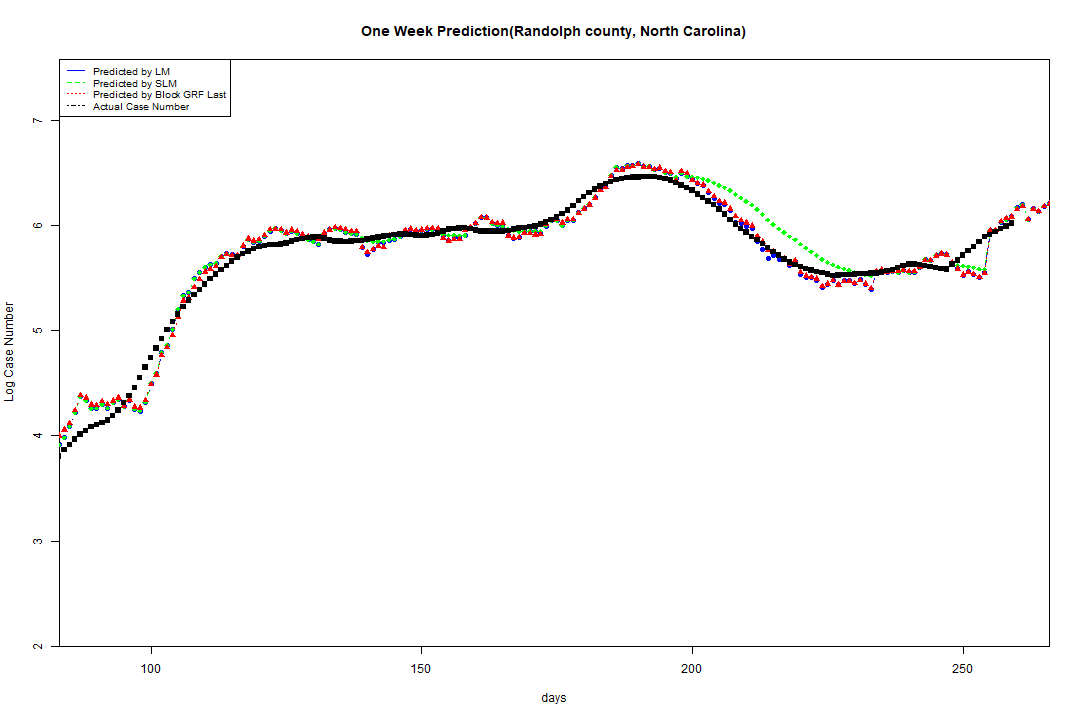 One Week Prediction(Randolph county, North Carolina)
Predicted by LM
Predicted by SLM
Predicted by Block GRF Last
Actual Case Number
7
6
5
4
3
2
Log Case Number
100 150 200 250
days